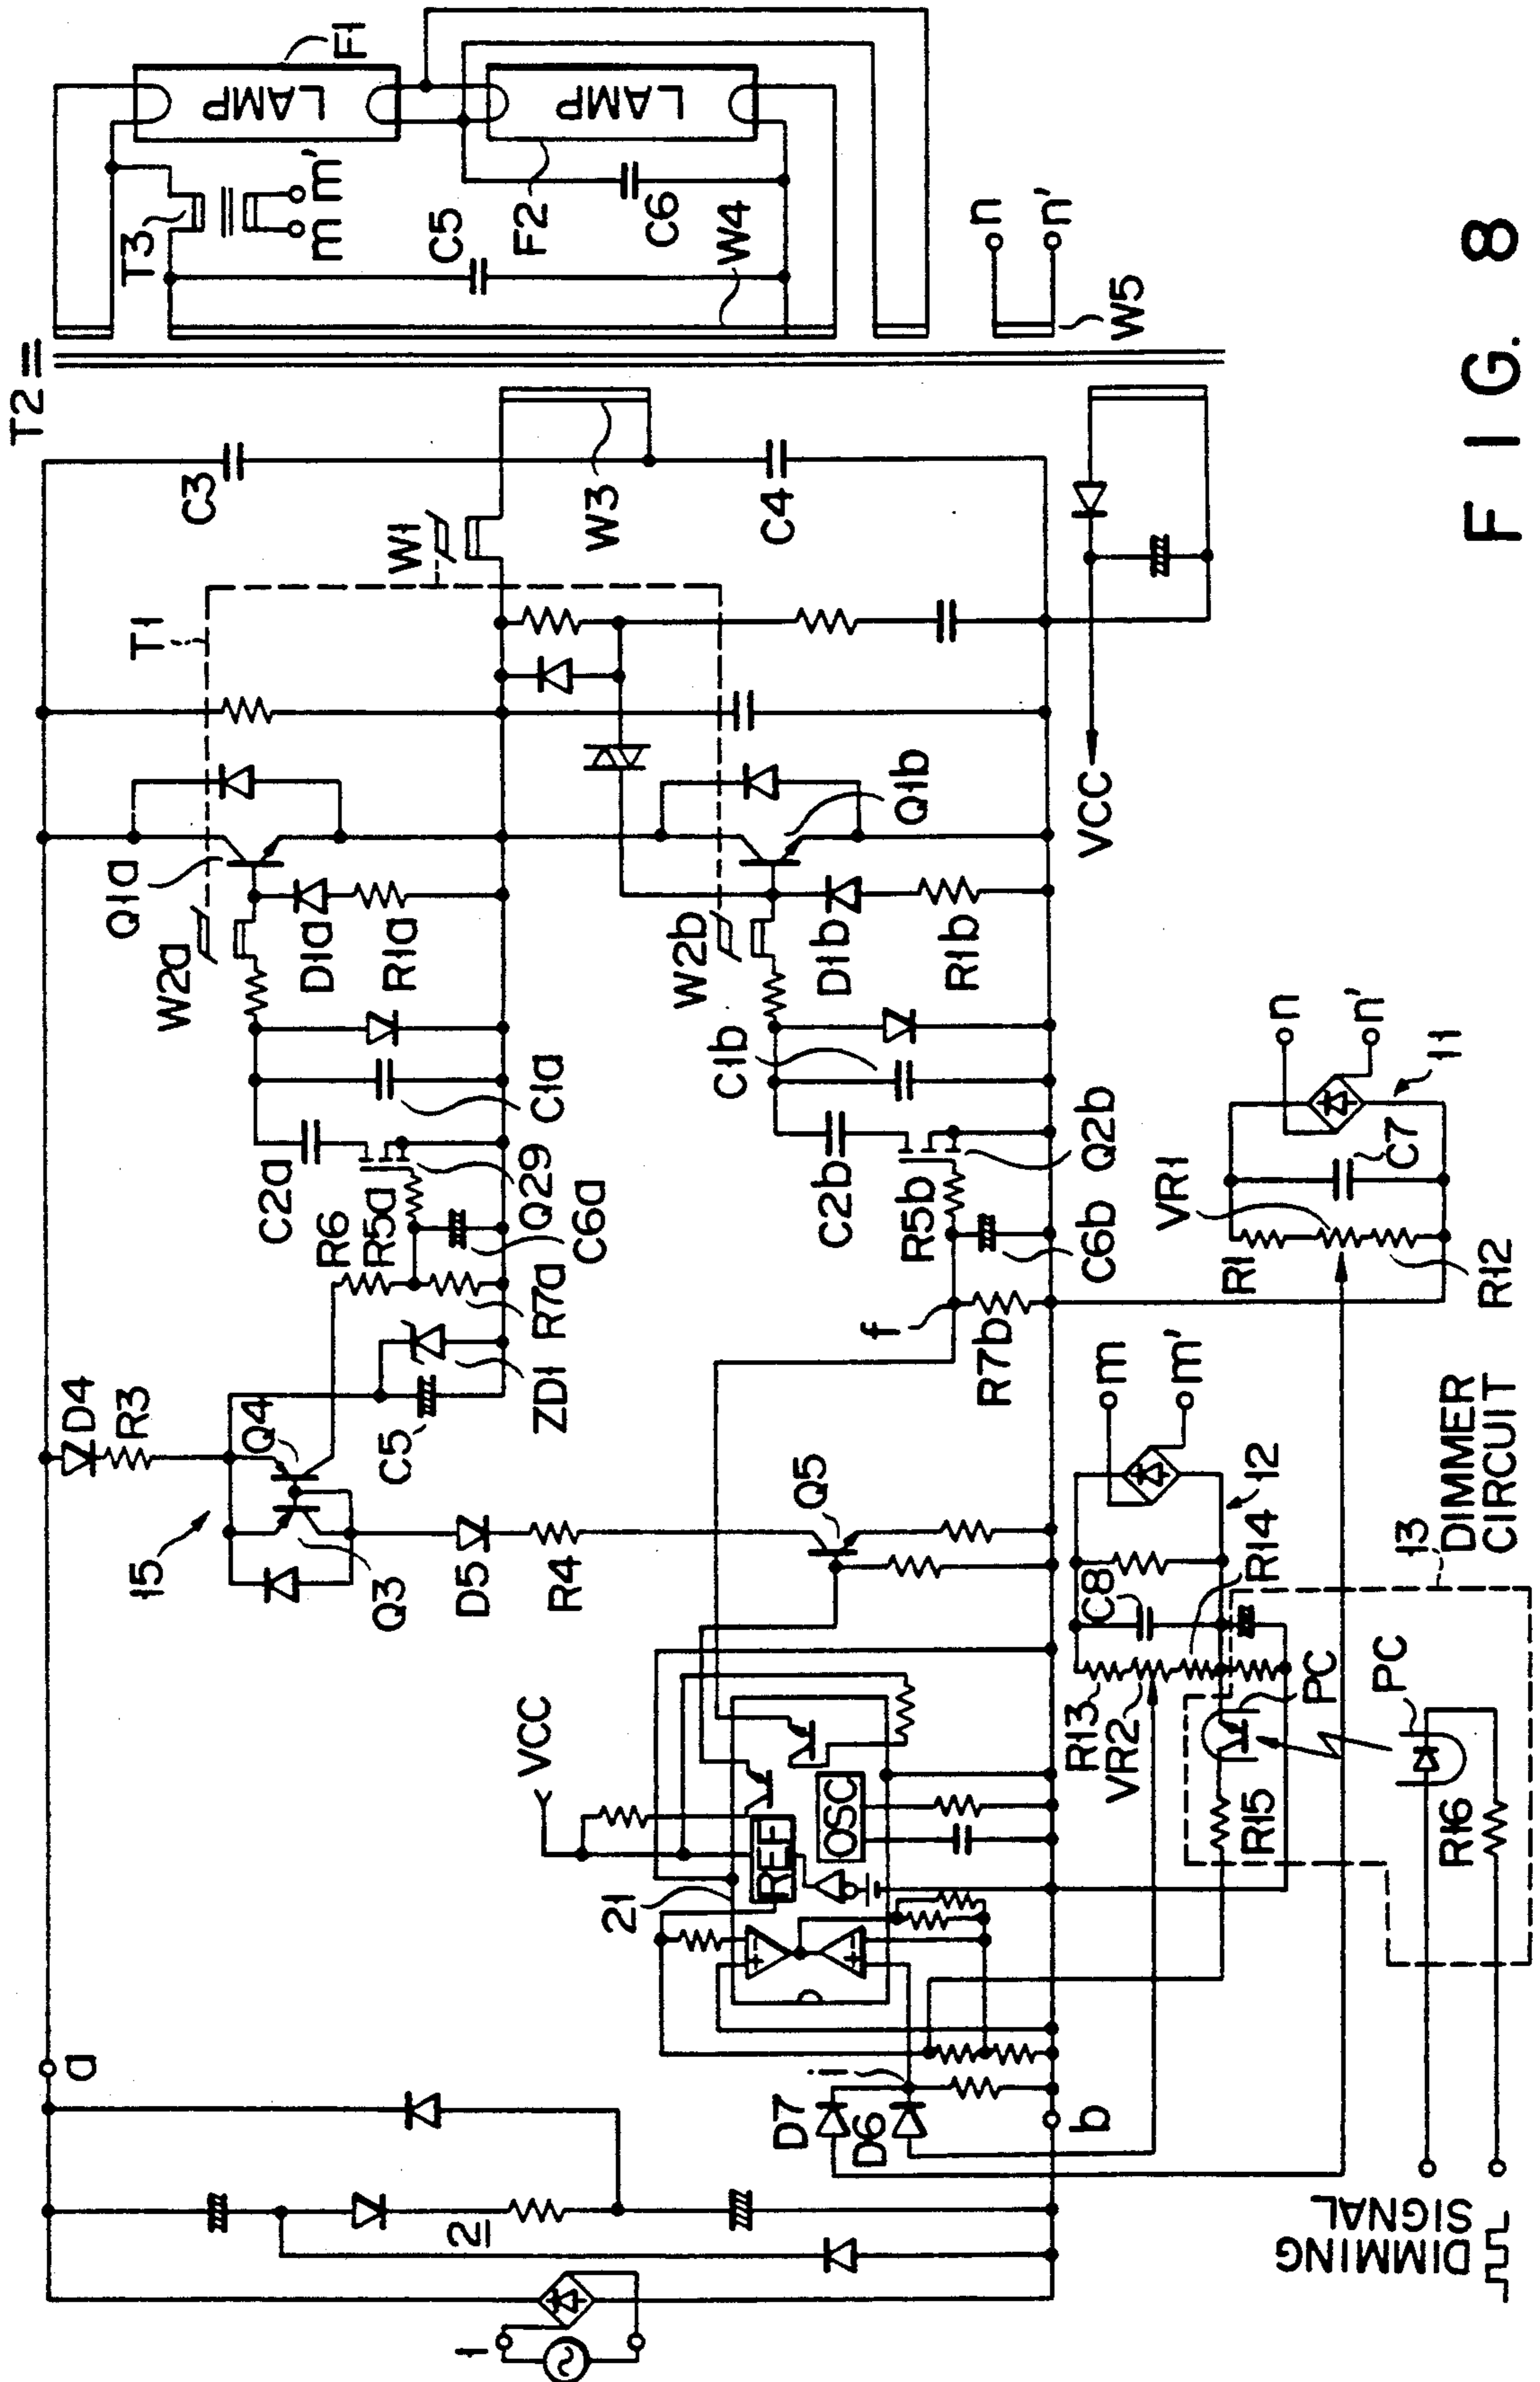 T2
T3
m
m'
LAMP
F1
C5
F2
LAMP
C6
W4
n
n'
W5
C3
W1
W3
C4
T1
VCC
Q1a
W2a
D1a
R1a
Q1b
W2b
D1b
R1b
C1a
C2a
Q29
R6
R5a
C6a
R7a
ZD1
C1b
C2b
Q2b
R5b
C6b
f
R7b
D4
R3
Q4
C5
15
Q3
D5
R4
Q5
n
n'
11
C7
VR1
R1
R12
m
m'
12
R14
C8
R13
VR2
13
DIMMER
CIRCUIT
PC
PC
R15
R16
VCC
21
REF
OSC
a
i
D7
D6
b
2
1
DIMMING
SIGNAL
FIG. 8